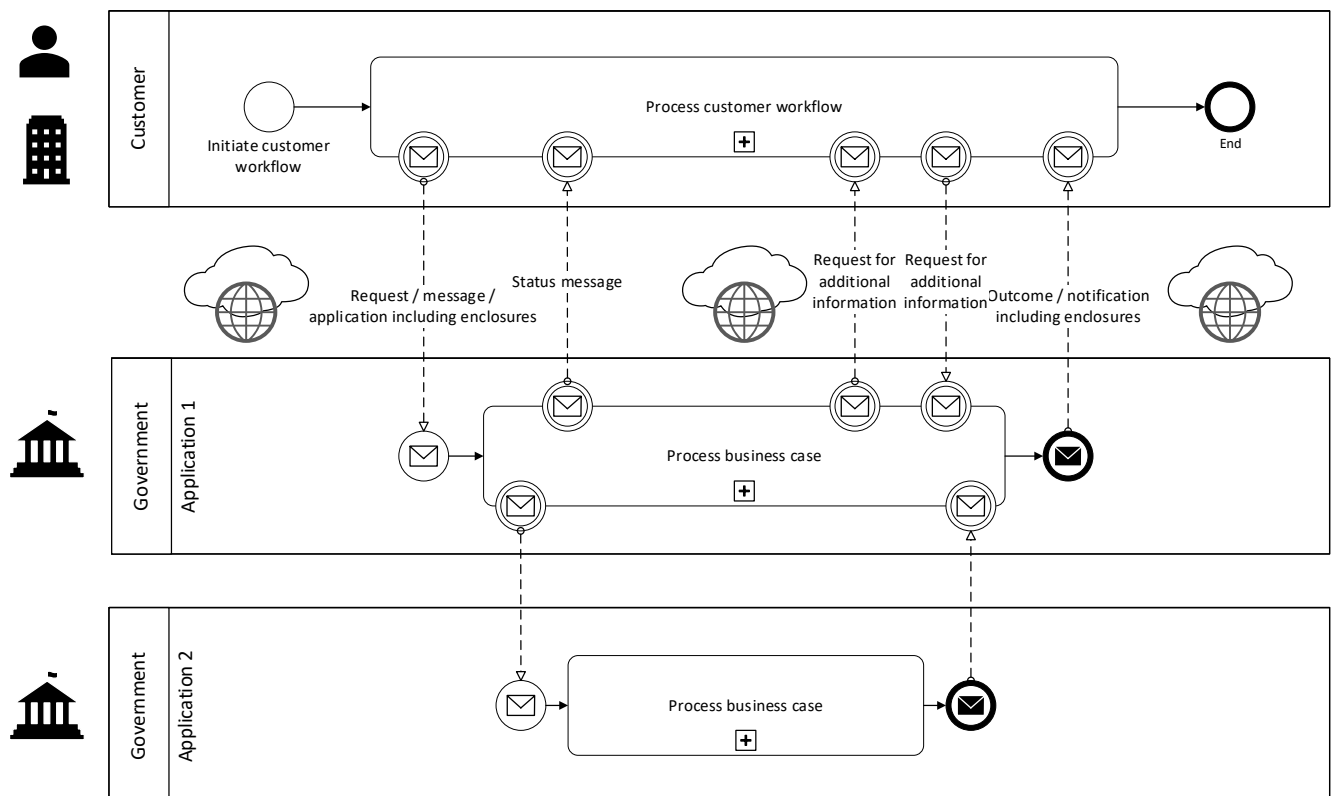 Customer
Process customer workflow
Initiate customer
workflow
End
Request / message /
application including enclosures
Status message
Request for
additional
information
Request for
additional
information
Outcome / notification
including enclosures
Government
Application 1
Process business case
Government
Application 2
Process business case